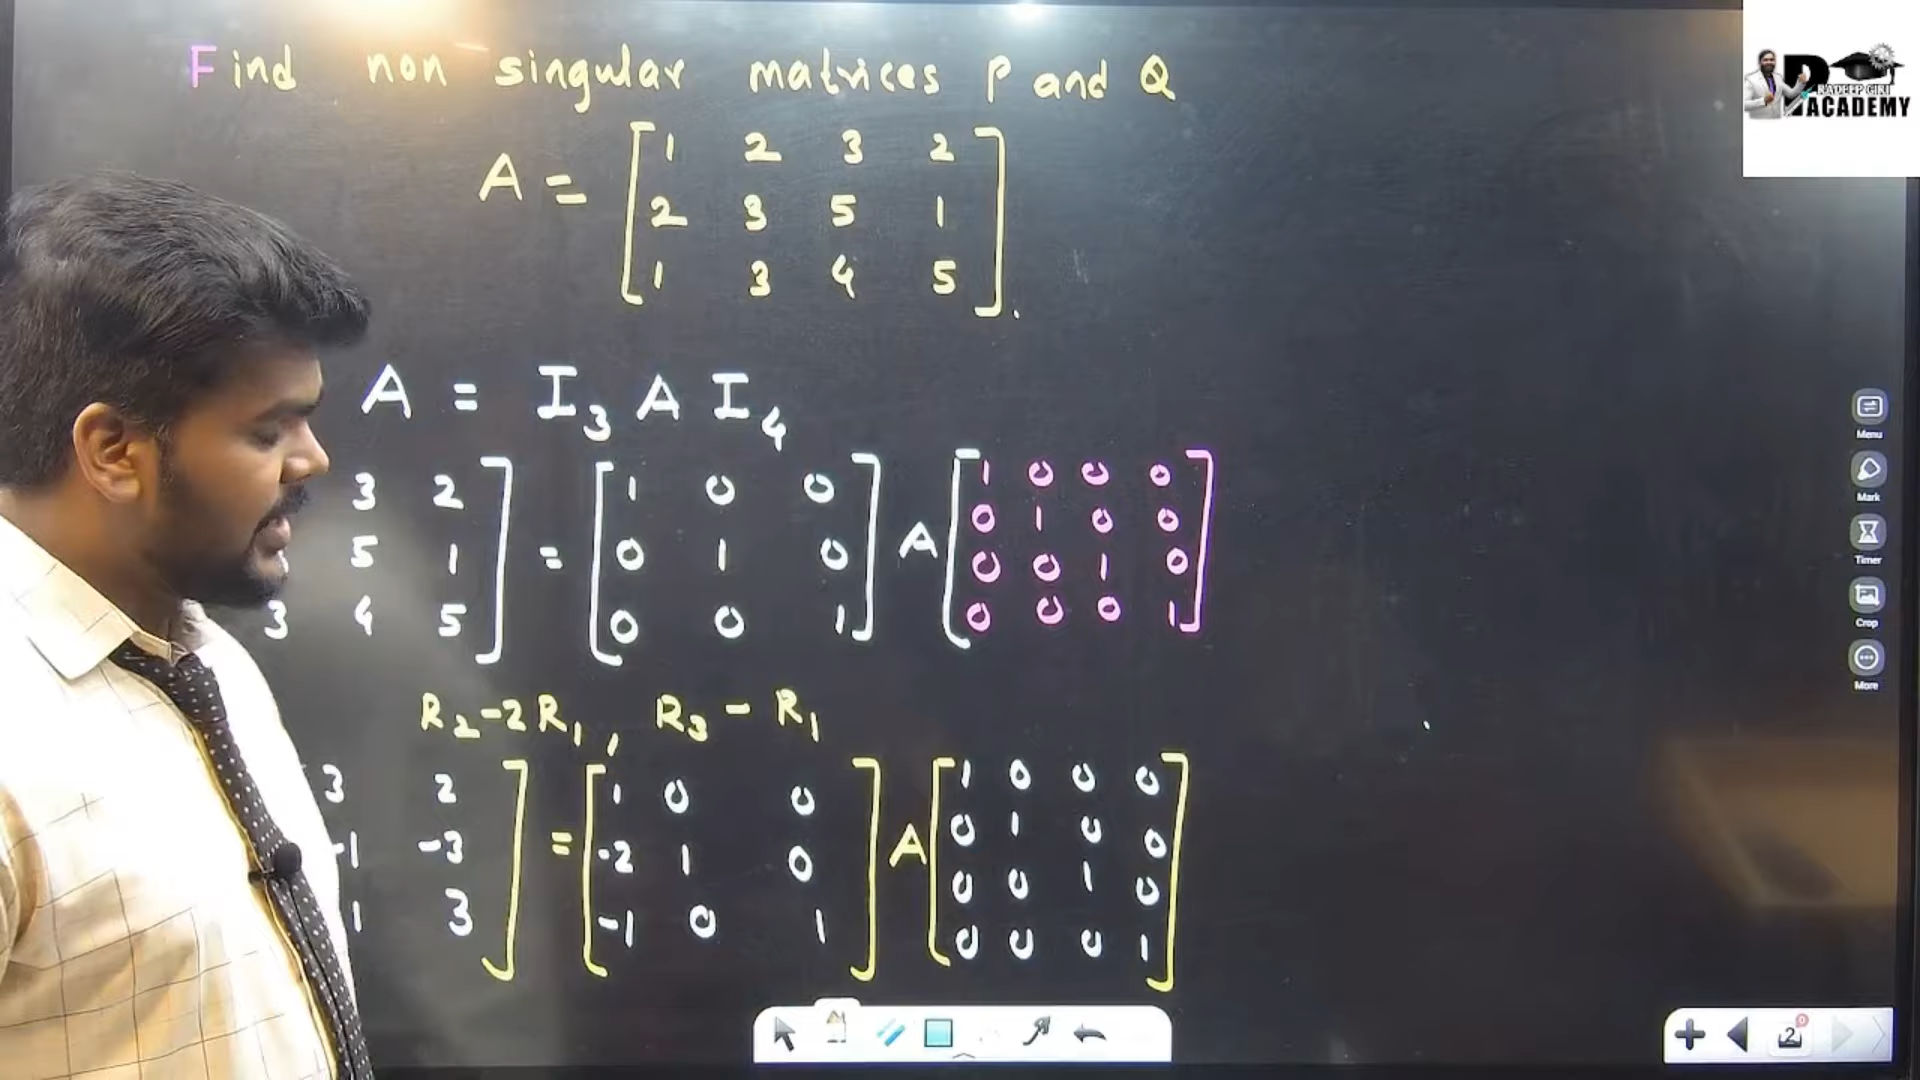 Find non singular matrices P and Q
A = [1 2 3 2
2 3 5 1
1 3 4 5].
A = I₃ A I₄
3 2] = [1 0 0] A [1 0 0 0
5 1 0 1 0 0 1 0 0
3 4 5 0 0 1 0 0 1 0
0 0 0 1]
R₂-2R₁, R₃ - R₁
3 2] = [1 0 0] A [1 0 0 0
-1 -3 -2 1 0 0 1 0 0
1 3 -1 0 1 0 0 1 0
0 0 0 1]
PRADEEP GIRI
ACADEMY
Menu
Mark
Timer
Crop
More
2